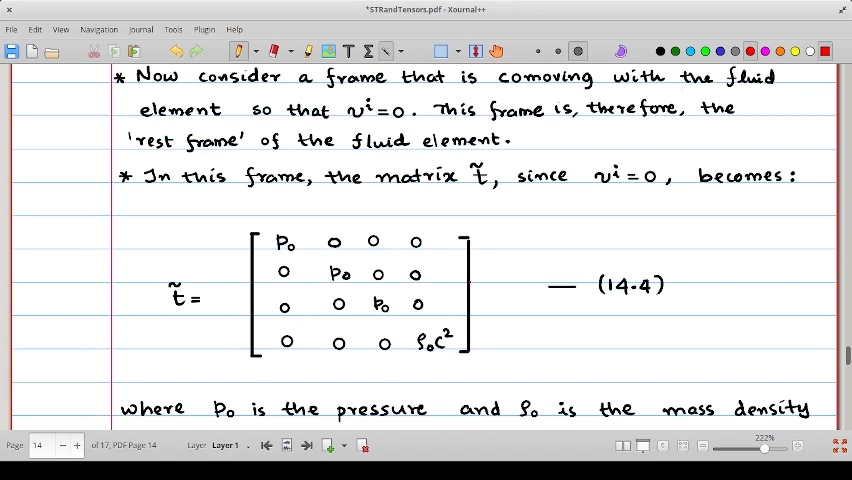 *STRandTensors.pdf - Xournal++
File Edit View Navigation Journal Tools Plugin Help
* Now consider a frame that is comoving with the fluid
element so that vⁱ=0. This frame is, therefore, the
'rest frame' of the fluid element.
* In this frame, the matrix t̃, since vⁱ=0, becomes:
p₀ 0 0 0
0 p₀ 0 0
t̃ = — (14.4)
0 0 p₀ 0
0 0 0 ρ₀c²
where p₀ is the pressure and ρ₀ is the mass density
Page 14 of 17, PDF Page 14 Layer Layer 1 222%